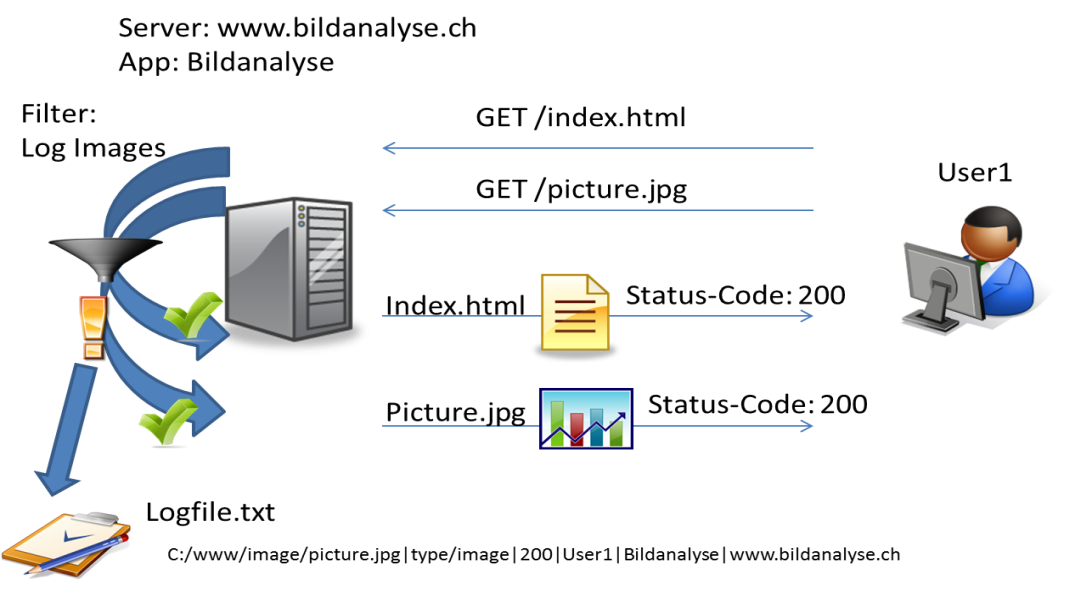 Server: www.bildanalyse.ch
App: Bildanalyse
Filter:
Log Images
GET /index.html
GET /picture.jpg
User1
Index.html
Status-Code: 200
Picture.jpg
Status-Code: 200
Logfile.txt
C:/www/image/picture.jpg|type/image|200|User1|Bildanalyse|www.bildanalyse.ch